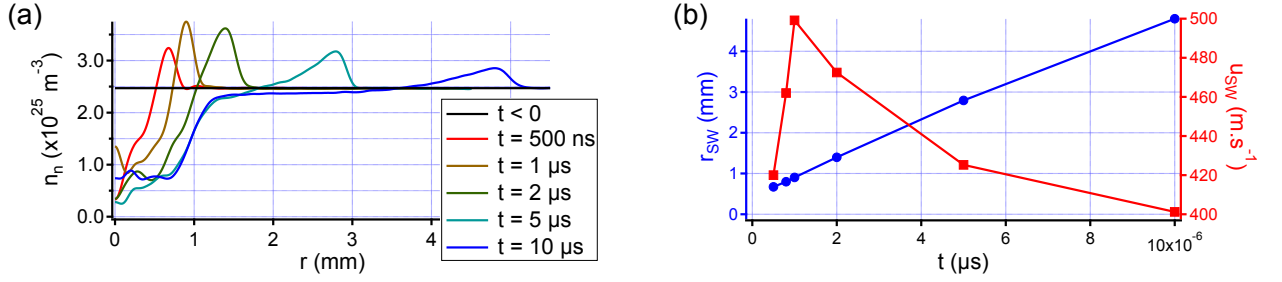 (a)
n_n (x10^25 m^-3)
3.0
2.0
1.0
0.0
0
1
2
3
4
r (mm)
t < 0
t = 500 ns
t = 1 µs
t = 2 µs
t = 5 µs
t = 10 µs
(b)
r_SW (mm)
4
3
2
1
0
0
2
4
6
8
10x10^-6
t (µs)
500
480
460
440
420
400
u_SW (m.s^-1)